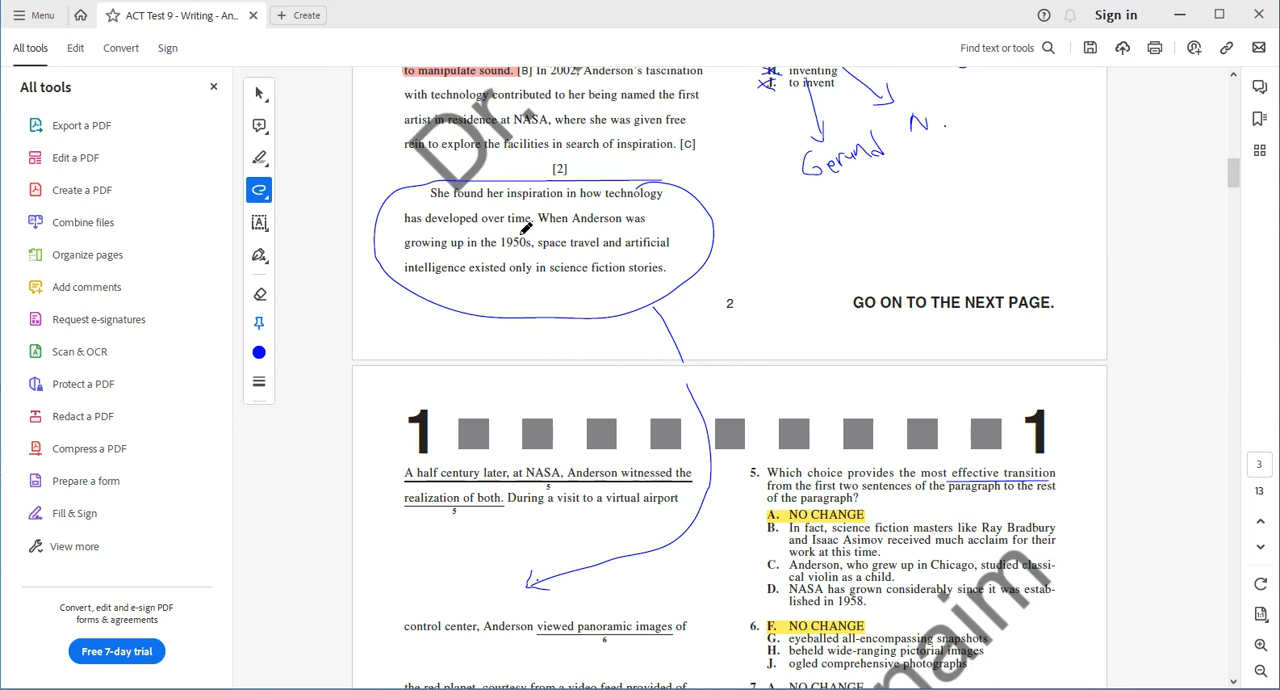 Menu
ACT Test 9 - Writing - An...
Create
Sign in
All tools
Edit
Convert
Sign
Find text or tools
All tools
Export a PDF
Edit a PDF
Create a PDF
Combine files
Organize pages
Add comments
Request e-signatures
Scan & OCR
Protect a PDF
Redact a PDF
Compress a PDF
Prepare a form
Fill & Sign
View more
Convert, edit and e-sign PDF
forms & agreements
Free 7-day trial
to manipulate sound. [B] In 2002, Anderson's fascination
with technology contributed to her being named the first
artist in residence at NASA, where she was given free
rein to explore the facilities in search of inspiration. [C]
[2]
She found her inspiration in how technology
has developed over time. When Anderson was
growing up in the 1950s, space travel and artificial
intelligence existed only in science fiction stories.
H. inventing
J. to invent
Gerund
N.
Dr.
2
GO ON TO THE NEXT PAGE.
1
1
A half century later, at NASA, Anderson witnessed the
5
realization of both. During a visit to a virtual airport
5
control center, Anderson viewed panoramic images of
6
the red planet, courtesy from a video feed provided of
5. Which choice provides the most effective transition
from the first two sentences of the paragraph to the rest
of the paragraph?
A. NO CHANGE
B. In fact, science fiction masters like Ray Bradbury
and Isaac Asimov received much acclaim for their
work at this time.
C. Anderson, who grew up in Chicago, studied classi-
cal violin as a child.
D. NASA has grown considerably since it was estab-
lished in 1958.
6. F. NO CHANGE
G. eyeballed all-encompassing snapshots
H. beheld wide-ranging pictorial images
J. ogled comprehensive photographs
7. A. NO CHANGE
3
13